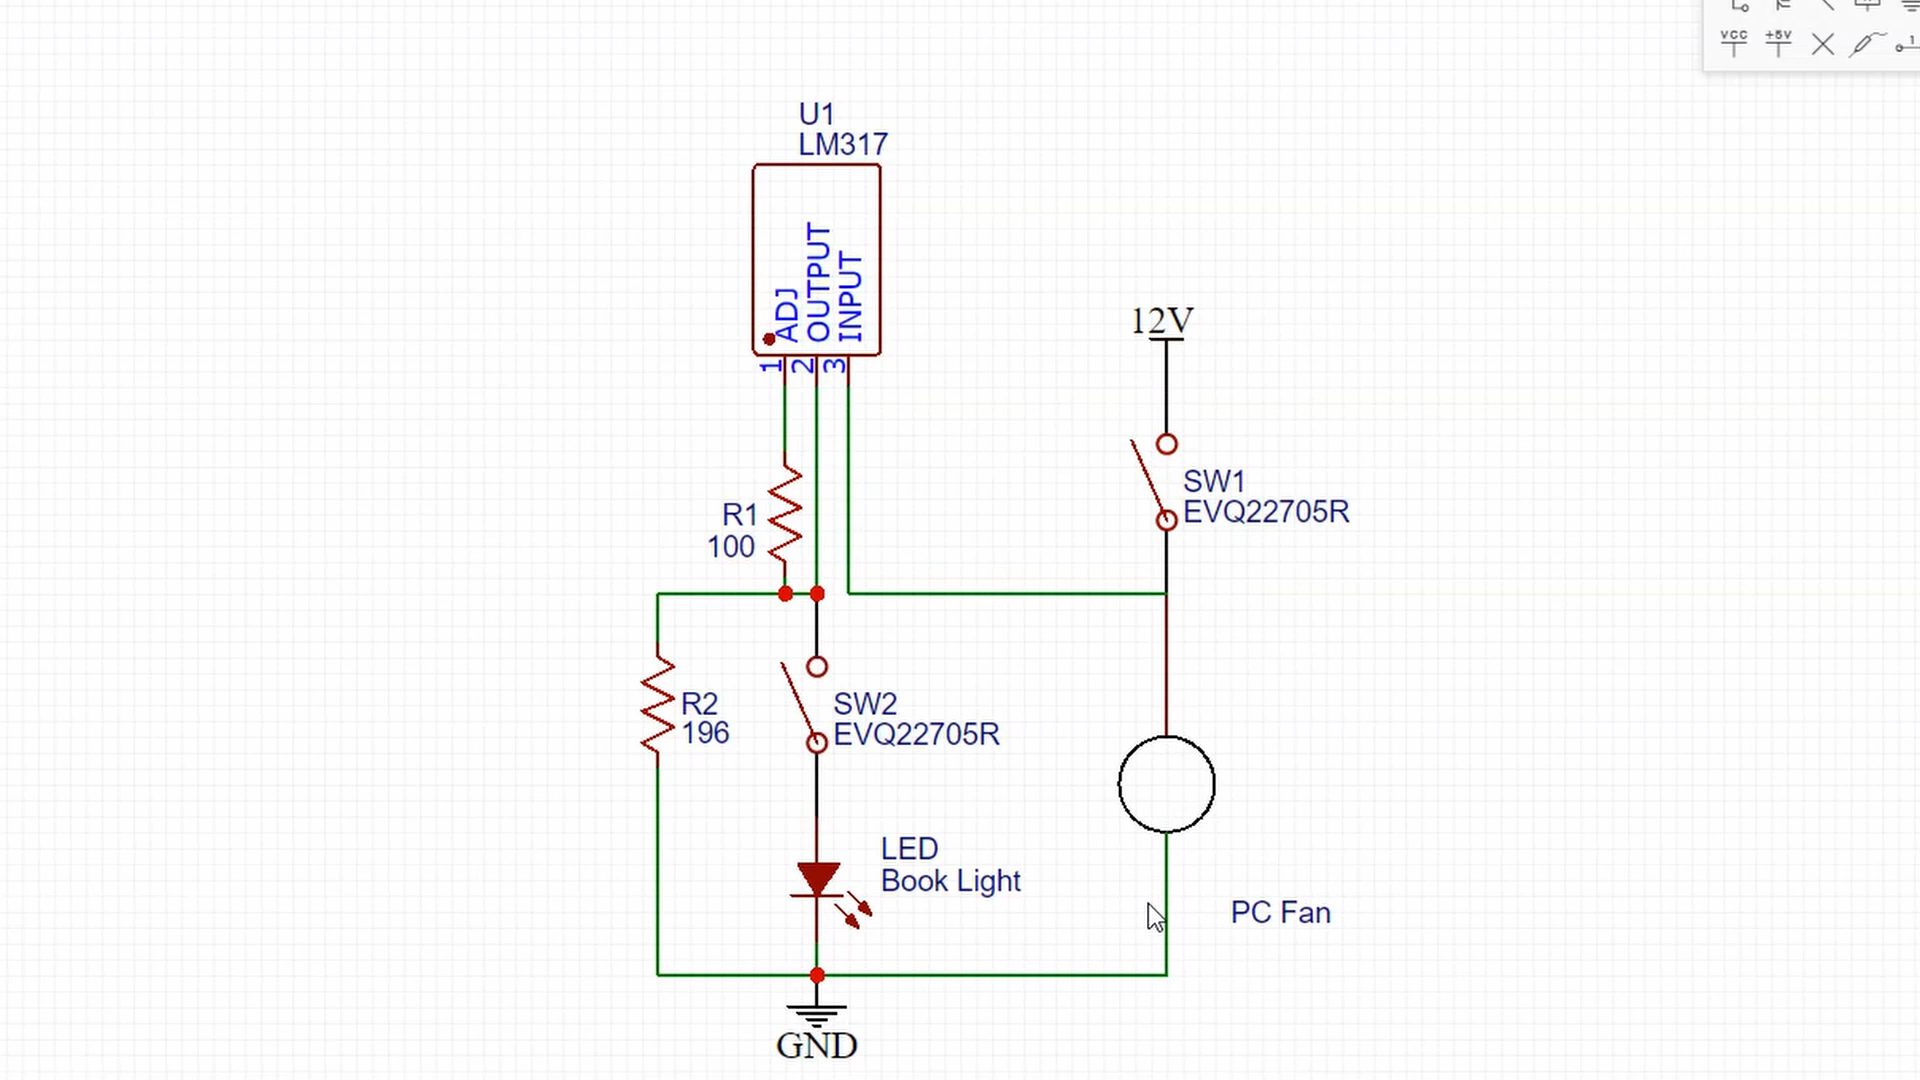 VCC +5V
1
U1
LM317
ADJ
OUTPUT
INPUT
1
2
3
12V
SW1
EVQ22705R
R1
100
R2
196
SW2
EVQ22705R
LED
Book Light
PC Fan
GND